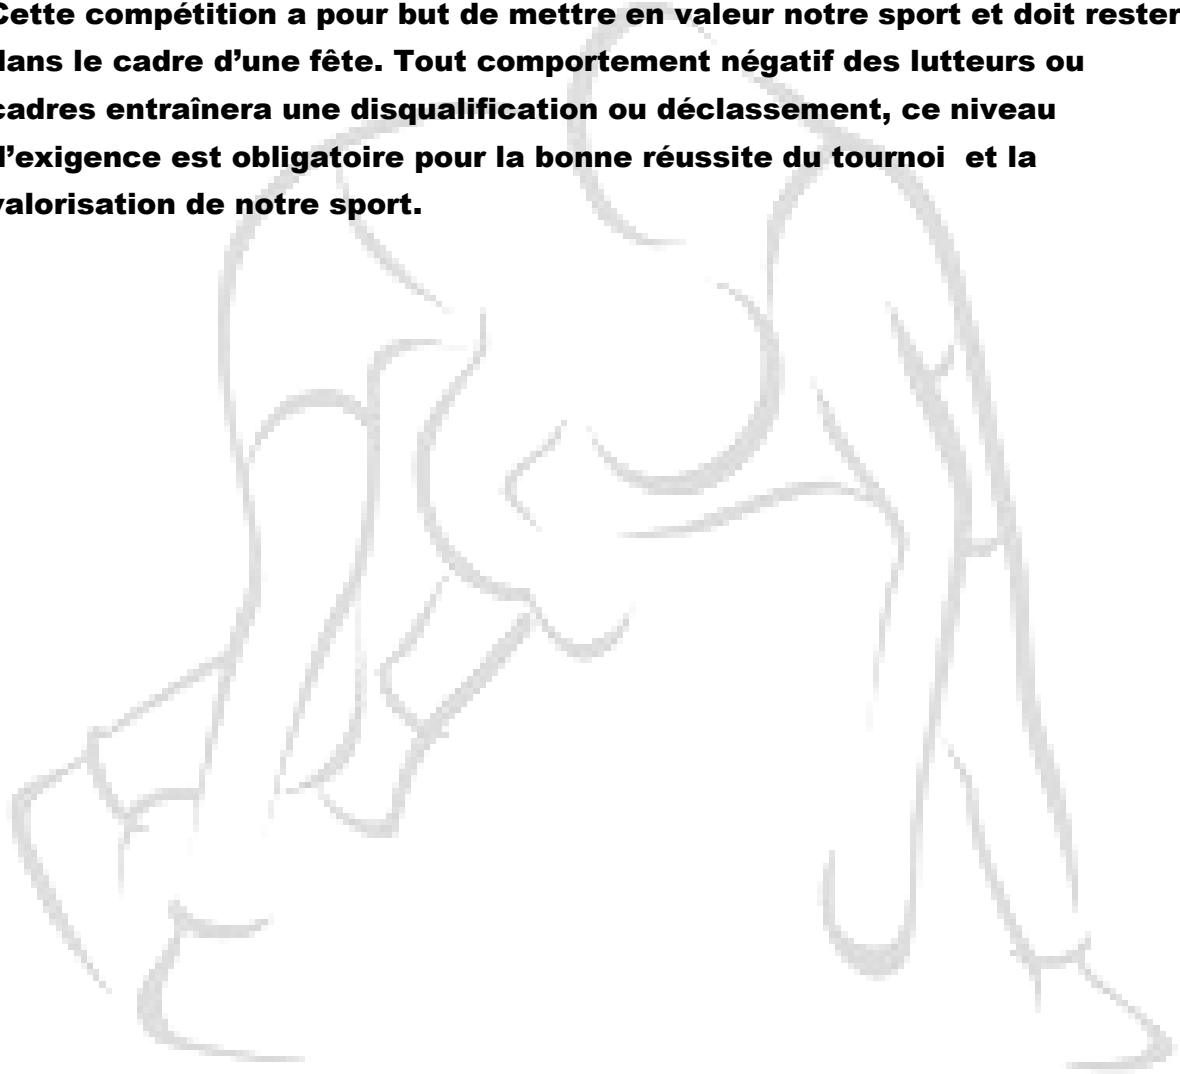 Cette compétition a pour but de mettre en valeur notre sport et doit rester
dans le cadre d’une fête. Tout comportement négatif des lutteurs ou
cadres entraînera une disqualification ou déclassement, ce niveau
d’exigence est obligatoire pour la bonne réussite du tournoi  et la
valorisation de notre sport.